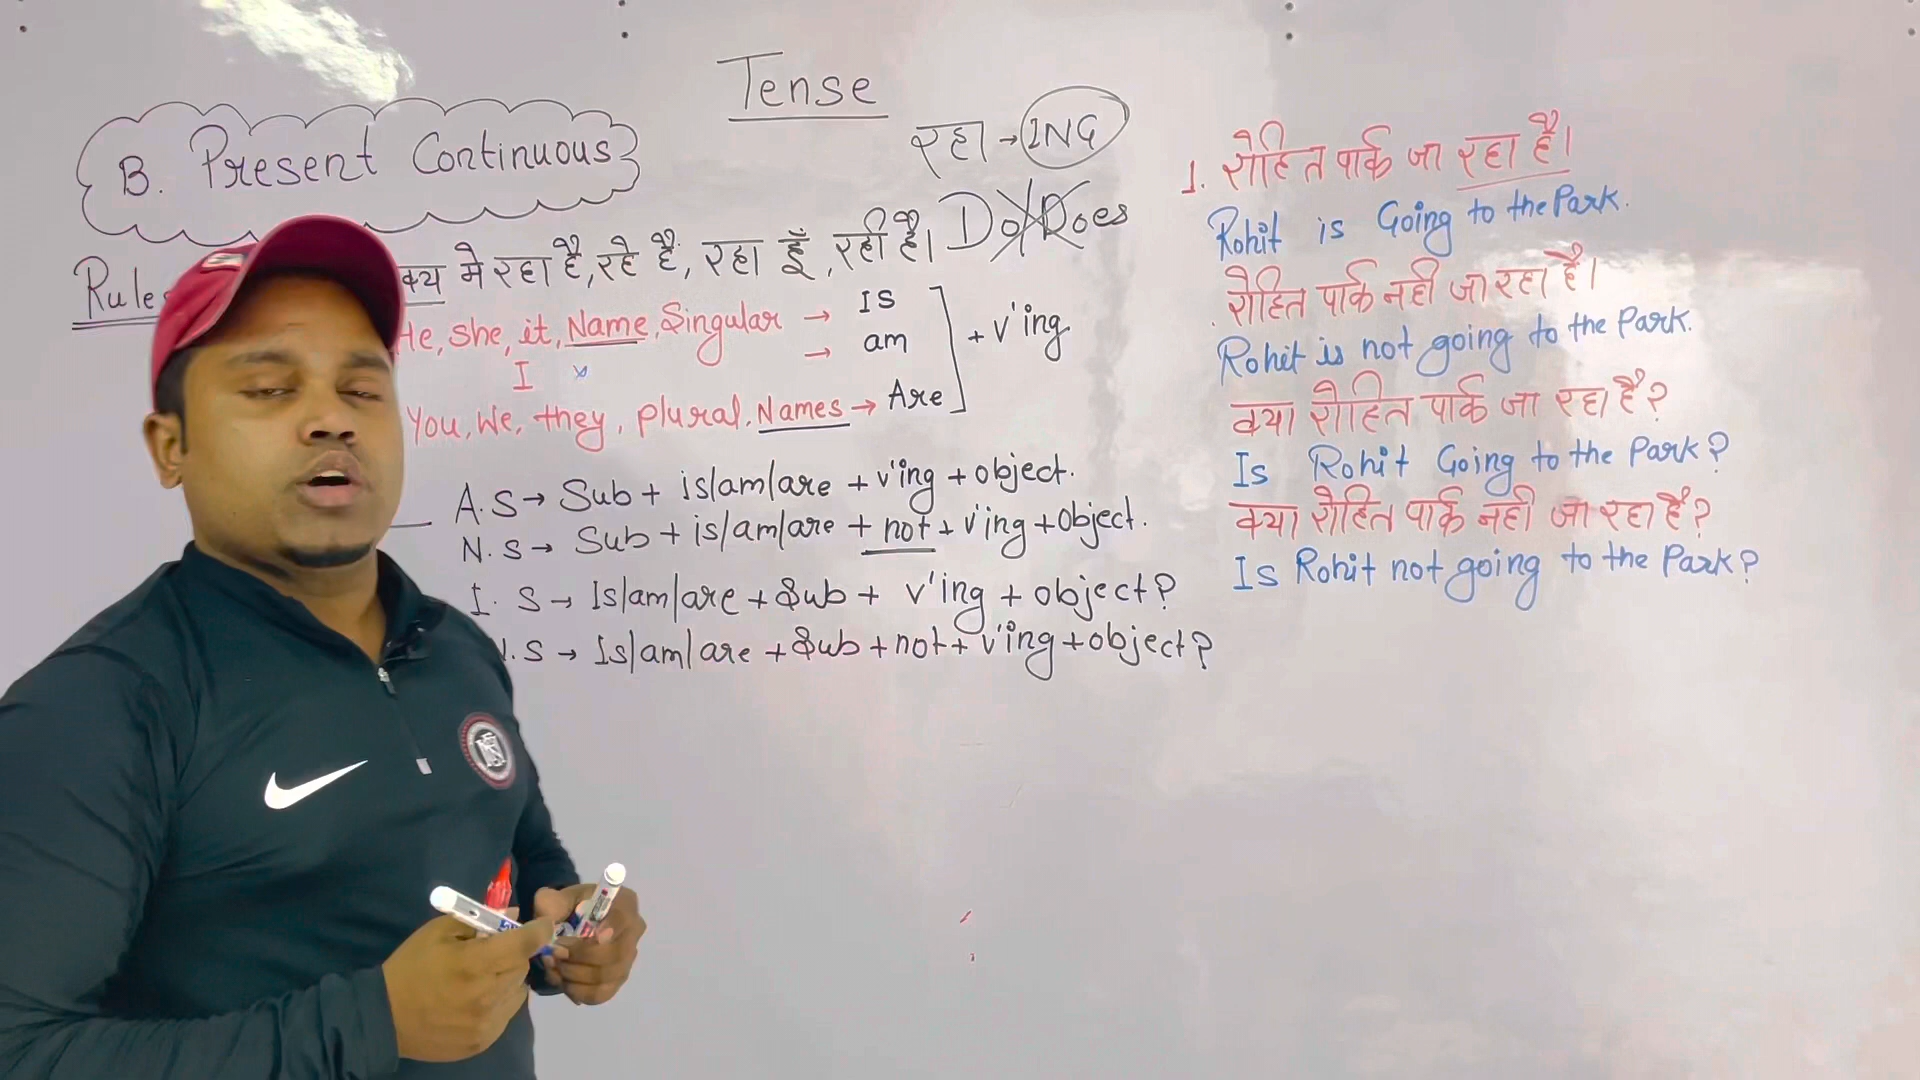 Tense
B. Present Continuous
रहा → ING
Rule
क्य मे रहा है, रहे है, रहा हूँ, रही है। Do/Does
He, she, it, Name, Singular → IS
I → am
+ v'ing
You, We, they, plural, Names → Are
A.S → Sub + is/am/are + v'ing + object.
N.S → Sub + is/am/are + not + v'ing + Object.
I. S → Is/am/are + Sub + v'ing + object?
.S → Is/am/are + Sub + not + v'ing + object?
1. रोहित पार्क जा रहा है।
Rohit is Going to the Park.
रोहित पार्क नही जा रहा है।
Rohit is not going to the Park.
क्या रोहित पार्क जा रहा है?
Is Rohit Going to the Park?
क्या रोहित पार्क नही जा रहा है?
Is Rohit not going to the Park?